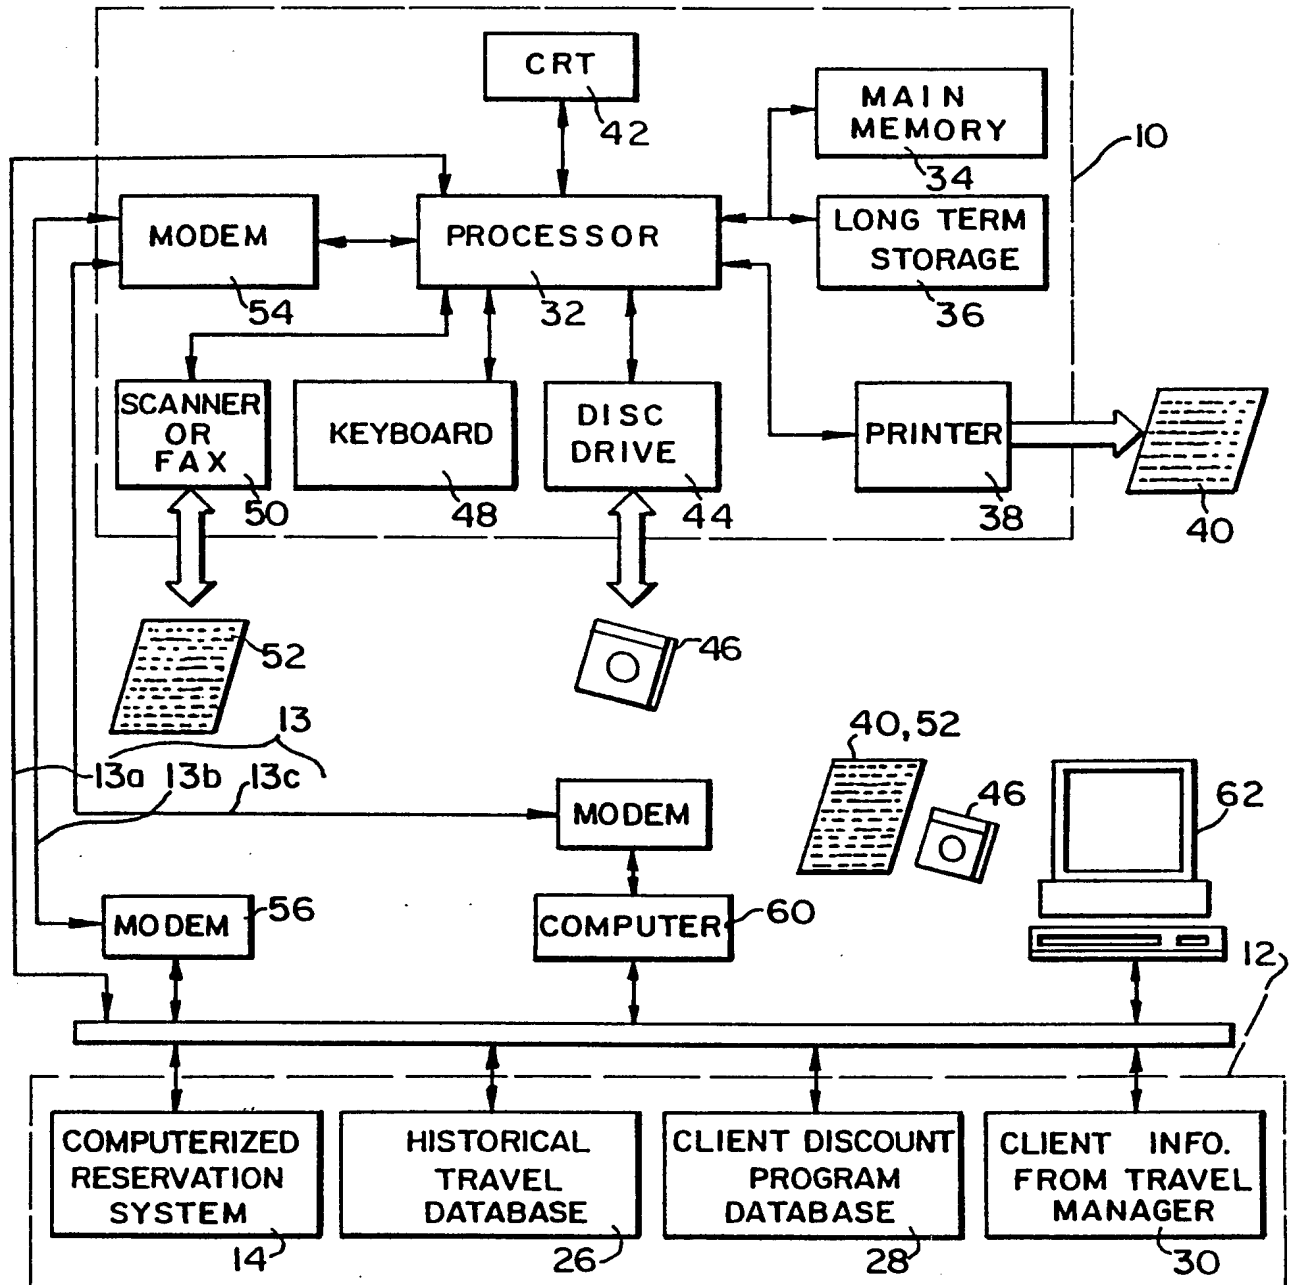 CRT
42
MAIN
MEMORY
34
10
MODEM
54
PROCESSOR
32
LONG TERM
STORAGE
36
SCANNER
OR
FAX
50
KEYBOARD
48
DISC
DRIVE
44
PRINTER
38
40
52
46
13
13a 13b 13c
40,52
46
62
MODEM
MODEM
56
COMPUTER
60
12
COMPUTERIZED
RESERVATION
SYSTEM
14
HISTORICAL
TRAVEL
DATABASE
26
CLIENT DISCOUNT
PROGRAM
DATABASE
28
CLIENT INFO.
FROM TRAVEL
MANAGER
30